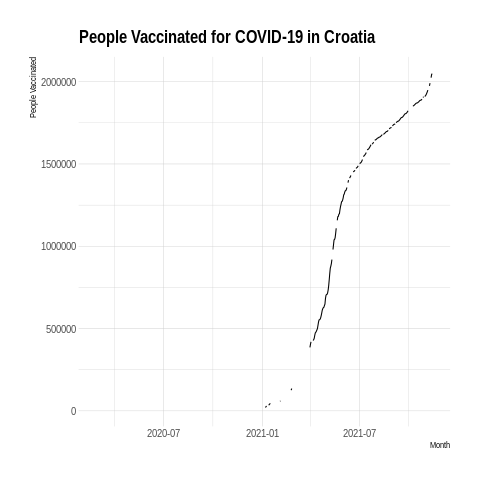 People Vaccinated for COVID-19 in Croatia
People Vaccinated
2000000
1500000
1000000
500000
0
2020-07
2021-01
2021-07
Month